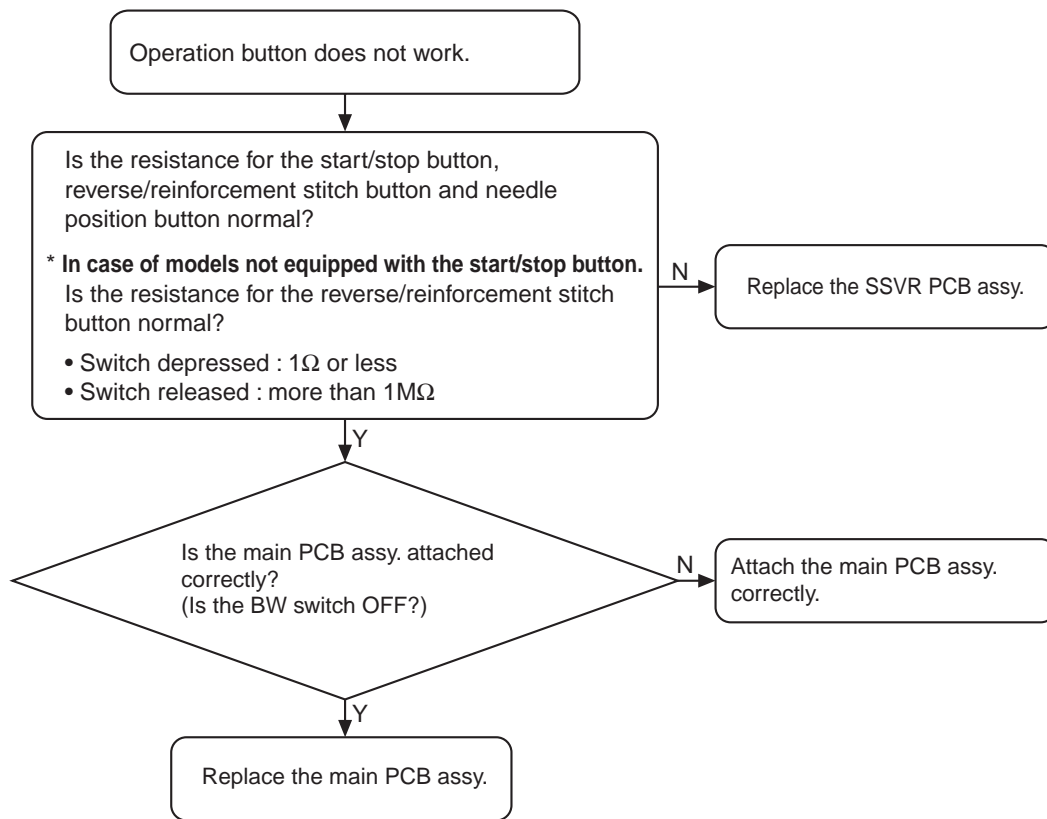 Operation button does not work.
Is the resistance for the start/stop button,
reverse/reinforcement stitch button and needle
position button normal?
* In case of models not equipped with the start/stop button.
Is the resistance for the reverse/reinforcement stitch
button normal?
• Switch depressed : 1Ω or less
• Switch released : more than 1MΩ
N
Replace the SSVR PCB assy.
Y
Is the main PCB assy. attached
correctly?
(Is the BW switch OFF?)
N
Attach the main PCB assy.
correctly.
Y
Replace the main PCB assy.